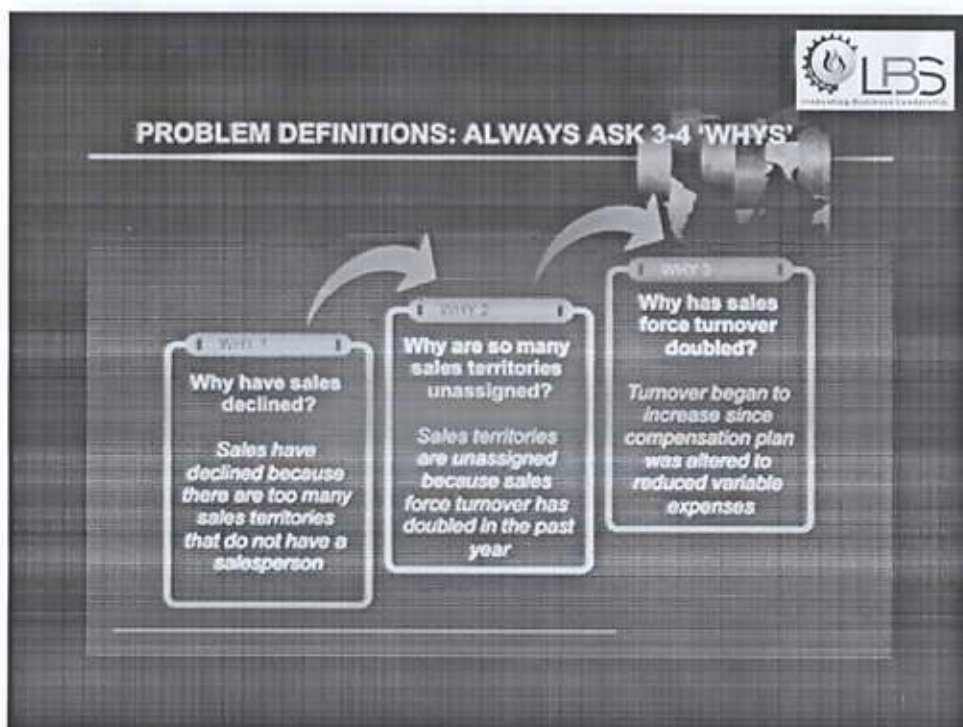 LBS
Innovating Business Leadership
PROBLEM DEFINITIONS: ALWAYS ASK 3-4 'WHYS'
WHY 1
Why have sales
declined?
Sales have
declined because
there are too many
sales territories
that do not have a
salesperson
WHY 2
Why are so many
sales territories
unassigned?
Sales territories
are unassigned
because sales
force turnover has
doubled in the past
year
WHY 3
Why has sales
force turnover
doubled?
Turnover began to
increase since
compensation plan
was altered to
reduced variable
expenses